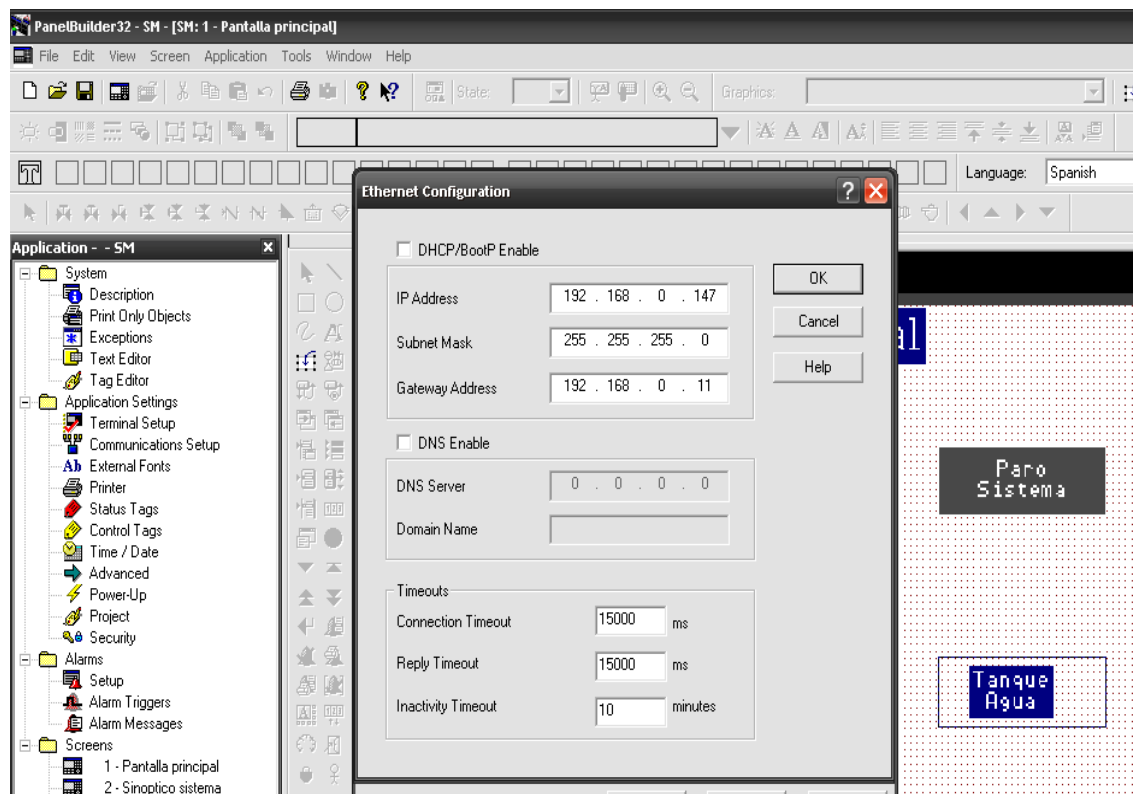 PanelBuilder32 - SM - [SM: 1 - Pantalla principal]
File Edit View Screen Application Tools Window Help
State: Graphics:
Language: Spanish
Application - - SM
System
Description
Print Only Objects
Exceptions
Text Editor
Tag Editor
Application Settings
Terminal Setup
Communications Setup
External Fonts
Printer
Status Tags
Control Tags
Time / Date
Advanced
Power-Up
Project
Security
Alarms
Setup
Alarm Triggers
Alarm Messages
Screens
1 - Pantalla principal
2 - Sinoptico sistema
Ethernet Configuration
DHCP/BootP Enable
IP Address 192 . 168 . 0 . 147
Subnet Mask 255 . 255 . 255 . 0
Gateway Address 192 . 168 . 0 . 11
DNS Enable
DNS Server 0 . 0 . 0 . 0
Domain Name
Timeouts
Connection Timeout 15000 ms
Reply Timeout 15000 ms
Inactivity Timeout 10 minutes
OK
Cancel
Help
al
Paro
Sistema
Tanque
Agua